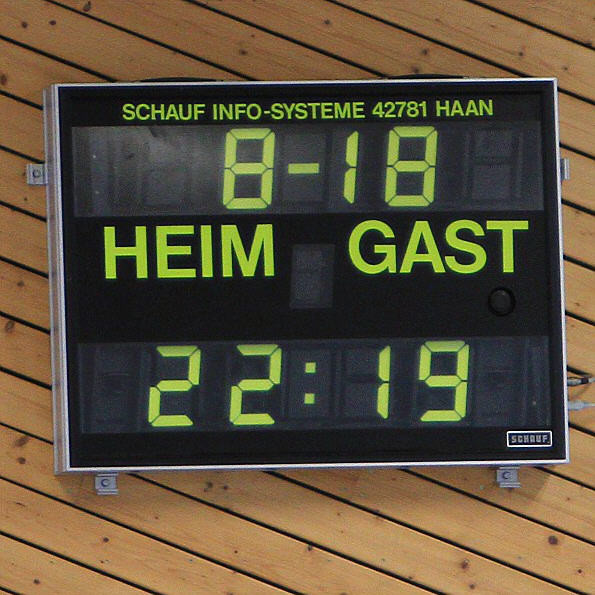 SCHAUF INFO-SYSTEME 42781 HAAN
8-18
HEIM GAST
22:19
SCHAUF